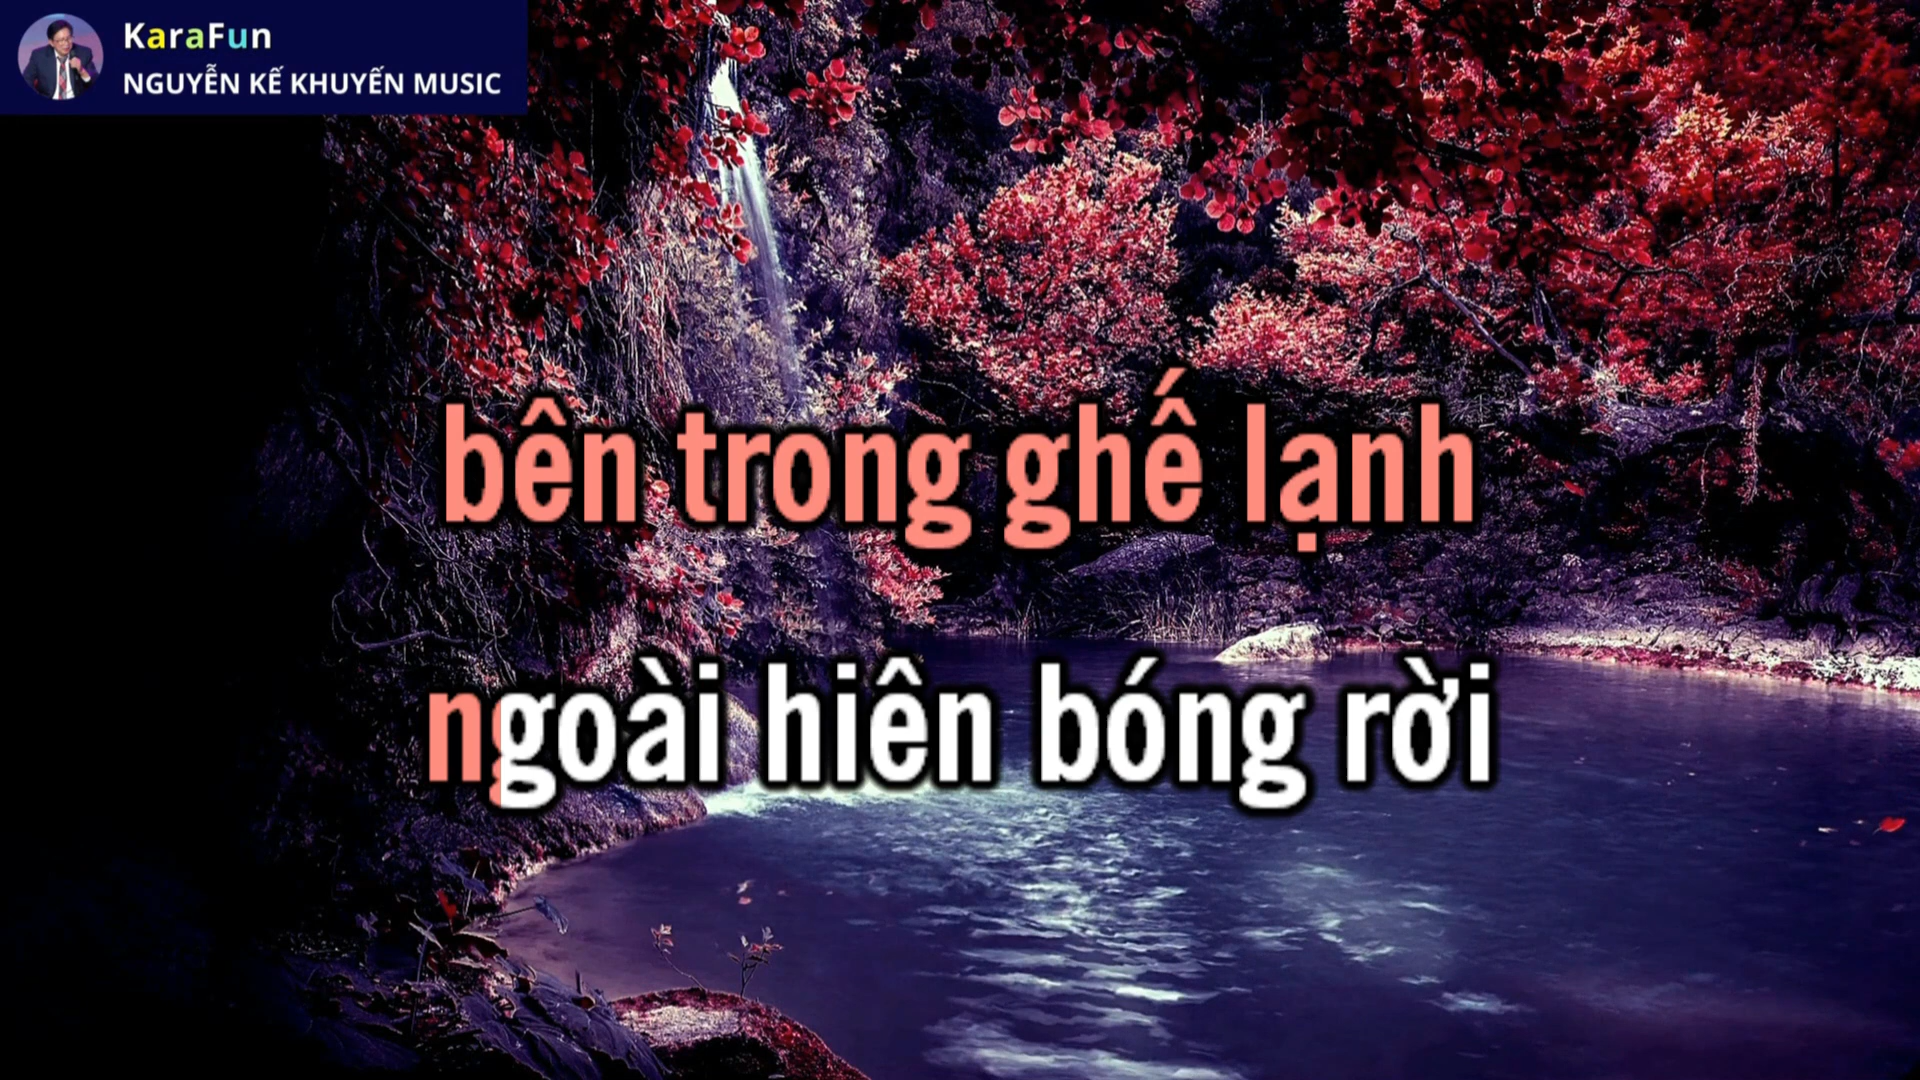 KaraFun
NGUYỄN KẾ KHUYẾN MUSIC
bên trong ghế lạnh
ngoài hiên bóng rời